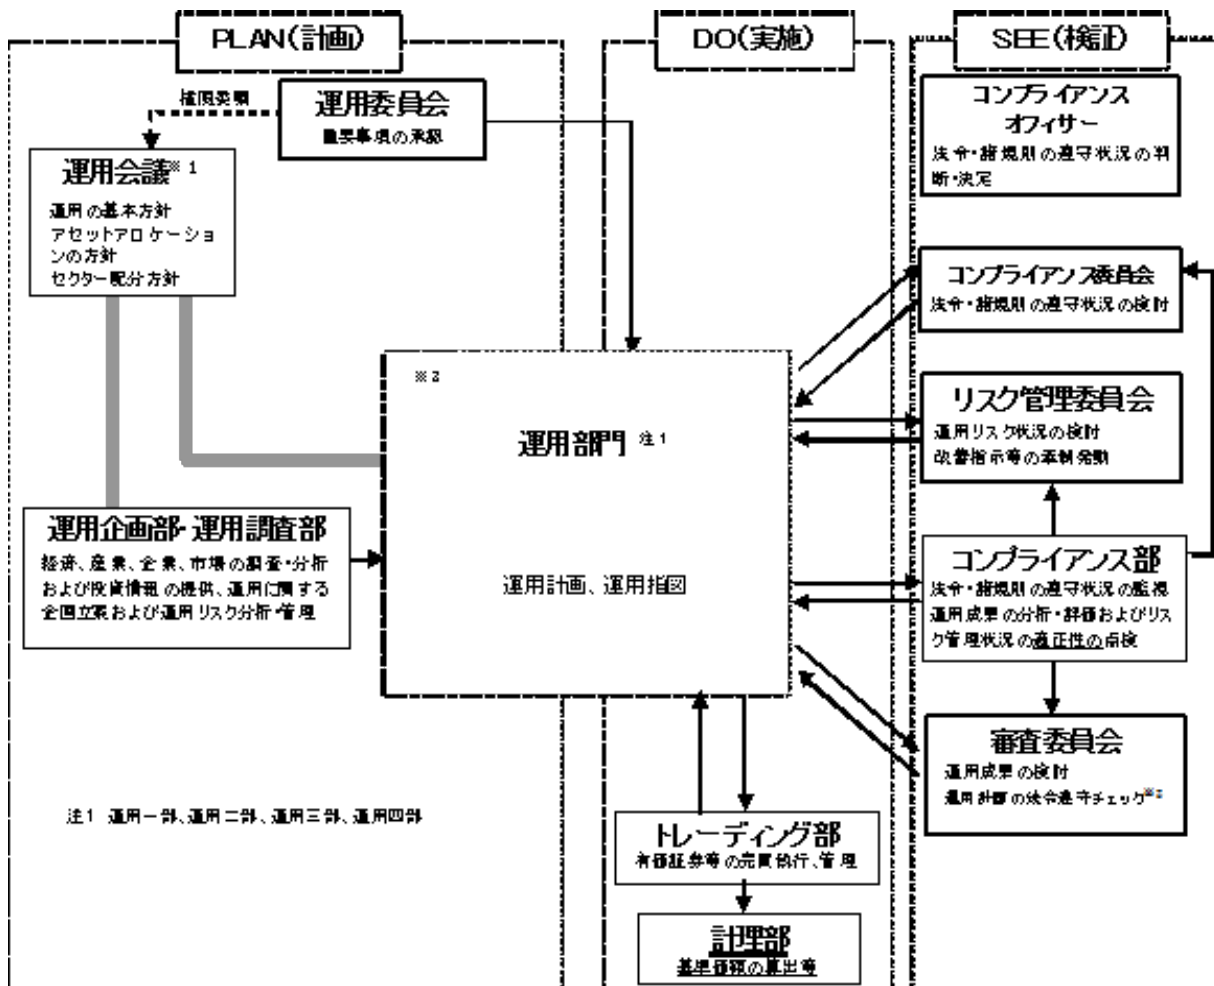 PLAN(計画)
DO(実施)
SEE(検証)
権限委譲
運用委員会
重要事項の承認
運用会議※1
運用の基本方針
アセットアロケーショ
ンの方針
セクター配分方針
運用企画部・運用調査部
経済、産業、企業、市場の調査・分析
および投資情報の提供、運用に関する
企画立案および運用リスク分析・管理
注1 運用一部、運用二部、運用三部、運用四部
※2
運用部門 注1
運用計画、運用指図
トレーディング部
有価証券等の売買執行、管理
計理部
基準価額の算出等
コンプライアンス
オフィサー
法令・諸規則の遵守状況の判
断・決定
コンプライアンス委員会
法令・諸規則の遵守状況の検討
リスク管理委員会
運用リスク状況の検討
改善指示等の牽制発動
コンプライアンス部
法令・諸規則の遵守状況の監視
運用成果の分析・評価およびリス
ク管理状況の適正性の点検
審査委員会
運用成果の検討
運用計画の法令遵守チェック